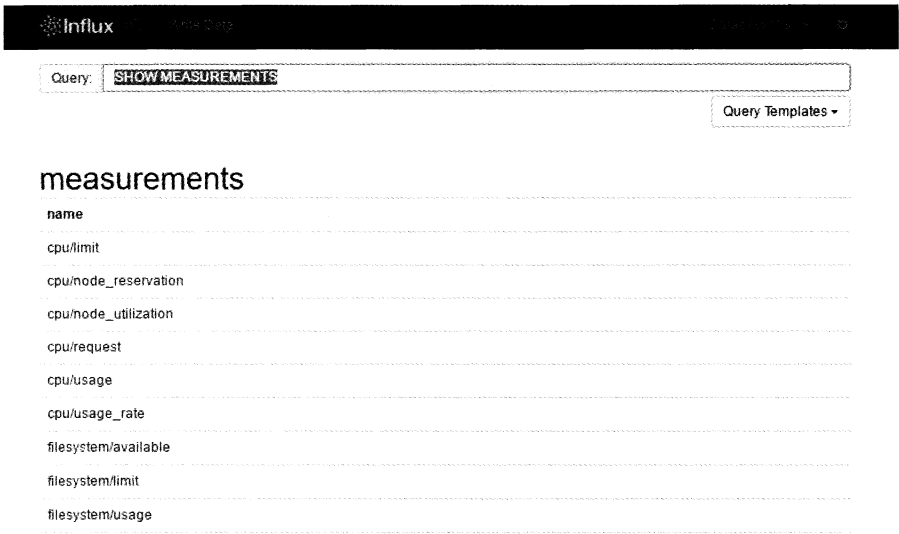 Influx
Query: SHOW MEASUREMENTS
Query Templates
measurements
name
cpu/limit
cpu/node_reservation
cpu/node_utilization
cpu/request
cpu/usage
cpu/usage_rate
filesystem/available
filesystem/limit
filesystem/usage